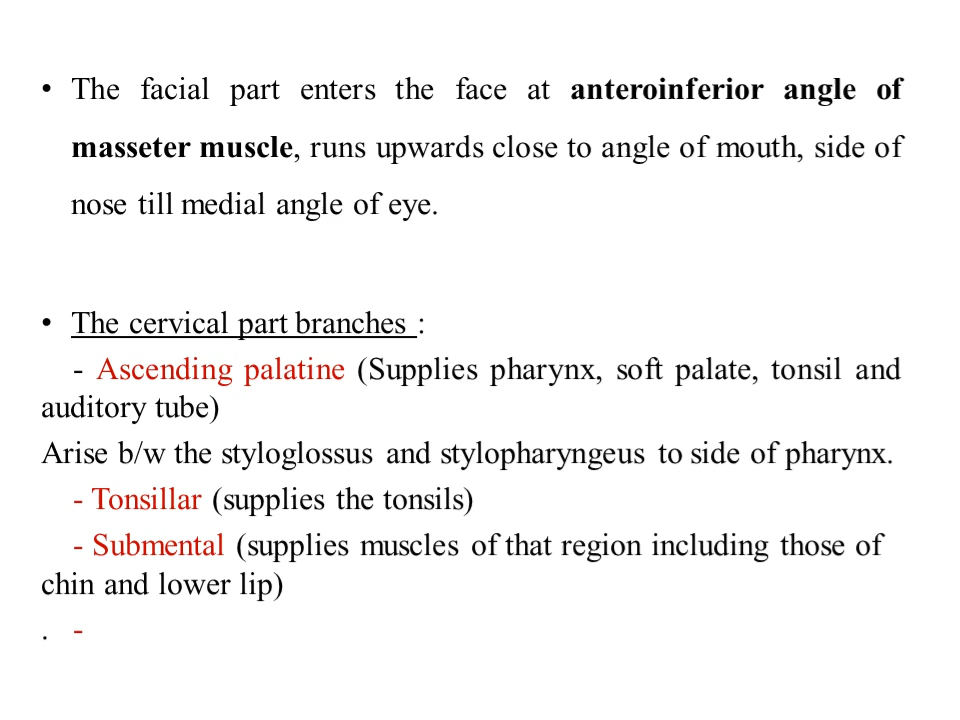 • The facial part enters the face at anteroinferior angle of
masseter muscle, runs upwards close to angle of mouth, side of
nose till medial angle of eye.
• The cervical part branches :
- Ascending palatine (Supplies pharynx, soft palate, tonsil and
auditory tube)
Arise b/w the styloglossus and stylopharyngeus to side of pharynx.
- Tonsillar (supplies the tonsils)
- Submental (supplies muscles of that region including those of
chin and lower lip)
. -